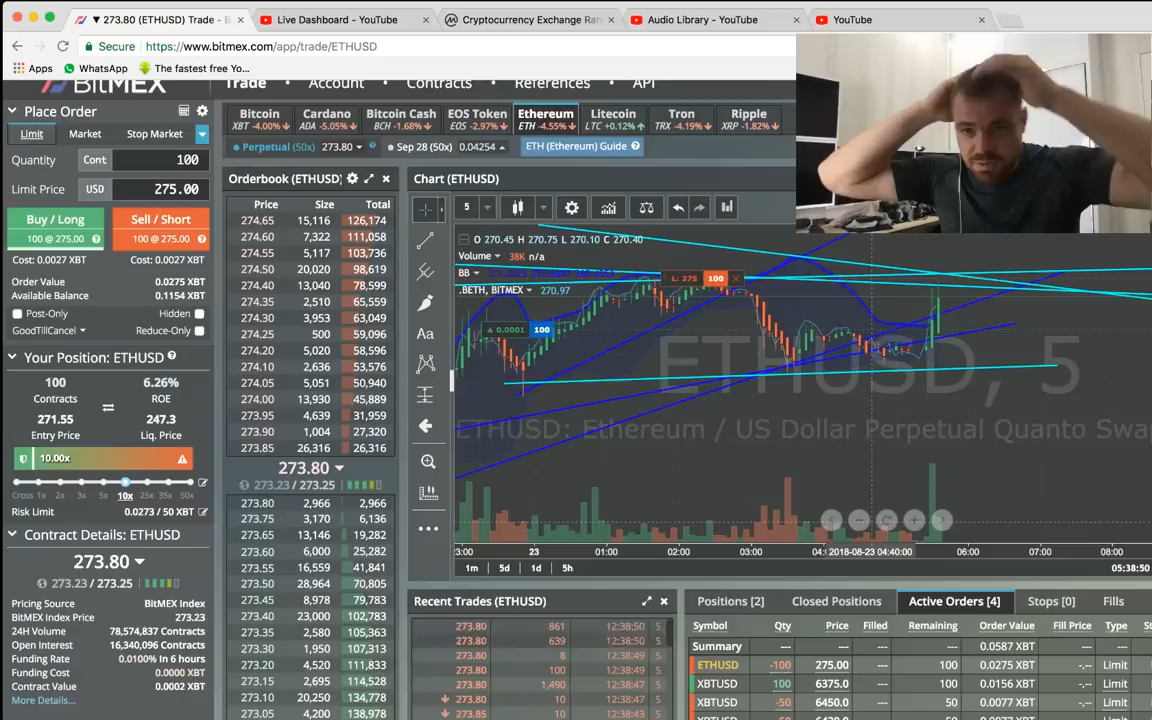 ▼ 273.80 (ETHUSD) Trade - B
Live Dashboard - YouTube
Cryptocurrency Exchange Ran
Audio Library - YouTube
YouTube
Secure https://www.bitmex.com/app/trade/ETHUSD
Apps WhatsApp The fastest free Yo...
BitMEX
Trade • Account • Contracts • References • API
Place Order
Limit Market Stop Market
Quantity Cont 100
Limit Price USD 275.00
Buy / Long
100 @ 275.00
Sell / Short
100 @ 275.00
Cost: 0.0027 XBT Cost: 0.0027 XBT
Order Value 0.0275 XBT
Available Balance 0.1154 XBT
Post-Only Hidden
GoodTillCancel Reduce-Only
Your Position: ETHUSD
100 6.26%
Contracts ROE
271.55 247.3
Entry Price Liq. Price
10.00x
Cross 1x 2x 3x 5x 10x 25x 35x 50x
Risk Limit 0.0273 / 50 XBT
Contract Details: ETHUSD
273.80
273.23 / 273.25
Pricing Source BitMEX Index
BitMEX Index Price 273.23
24H Volume 78,574,837 Contracts
Open Interest 16,340,096 Contracts
Funding Rate 0.0100% In 6 hours
Funding Cost 0.0000 XBT
Contract Value 0.0002 XBT
More Details...
Bitcoin Cardano Bitcoin Cash EOS Token Ethereum Litecoin Tron Ripple
XBT -4.00% ADA -5.05% BCH -1.68% EOS -2.97% ETH -4.55% LTC +0.12% TRX -4.19% XRP -1.82%
Perpetual (50x) 273.80 Sep 28 (50x) 0.04254 ETH (Ethereum) Guide
Orderbook (ETHUSD)
Price Size Total
274.65 15,116 126,174
274.60 7,322 111,058
274.55 5,117 103,736
274.50 20,020 98,619
274.40 13,040 78,599
274.35 2,510 65,559
274.30 3,953 63,049
274.25 500 59,096
274.20 5,020 58,596
274.10 2,636 53,576
274.05 5,051 50,940
274.00 13,930 45,889
273.95 4,639 31,959
273.90 1,004 27,320
273.85 26,316 26,316
273.80
273.23 / 273.25
273.80 2,966 2,966
273.75 3,170 6,136
273.65 13,146 19,282
273.60 6,000 25,282
273.55 16,559 41,841
273.50 28,964 70,805
273.45 8,978 79,783
273.40 23,000 102,783
273.35 2,580 105,363
273.30 1,950 107,313
273.20 4,520 111,833
273.15 2,695 114,528
273.10 20,250 134,778
273.05 4,200 138,978
Chart (ETHUSD)
5
O 270.45 H 270.75 L 270.10 C 270.40
Volume 38K n/a
BB
.BETH, BITMEX 270.97
L: 275 100
0.0001 100
Aa
ETHUSD, 5
ETHUSD: Ethereum / US Dollar Perpetual Quanto Swa
3:00 23 01:00 02:00 03:00 2018-08-23 04:40:00 06:00 07:00 08:00
1m 5d 1d 5h 05:38:50
Recent Trades (ETHUSD)
273.80 861 12:38:50 S
273.80 639 12:38:50 S
273.80 8 12:38:50 S
273.80 100 12:38:49 S
273.80 1,490 12:38:47 S
273.80 10 12:38:47 S
273.85 10 12:38:43 S
Positions [2] Closed Positions Active Orders [4] Stops [0] Fills
Symbol Qty Price Filled Remaining Order Value Fill Price Type
Summary --- --- --- --- 0.0587 XBT --- ---
ETHUSD -100 275.00 --- 100 0.0275 XBT -.-- Limit
XBTUSD 100 6375.0 --- 100 0.0156 XBT -.-- Limit
XBTUSD -50 6450.0 --- 50 0.0077 XBT -.-- Limit